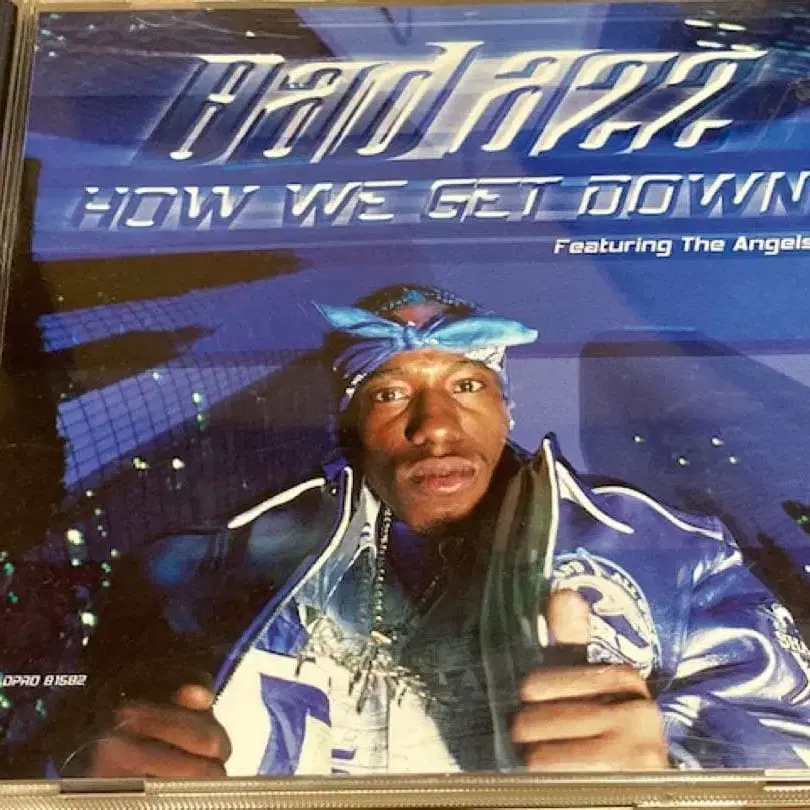 Bad Azz
HOW WE GET DOWN
Featuring The Angels
DPRO 81582